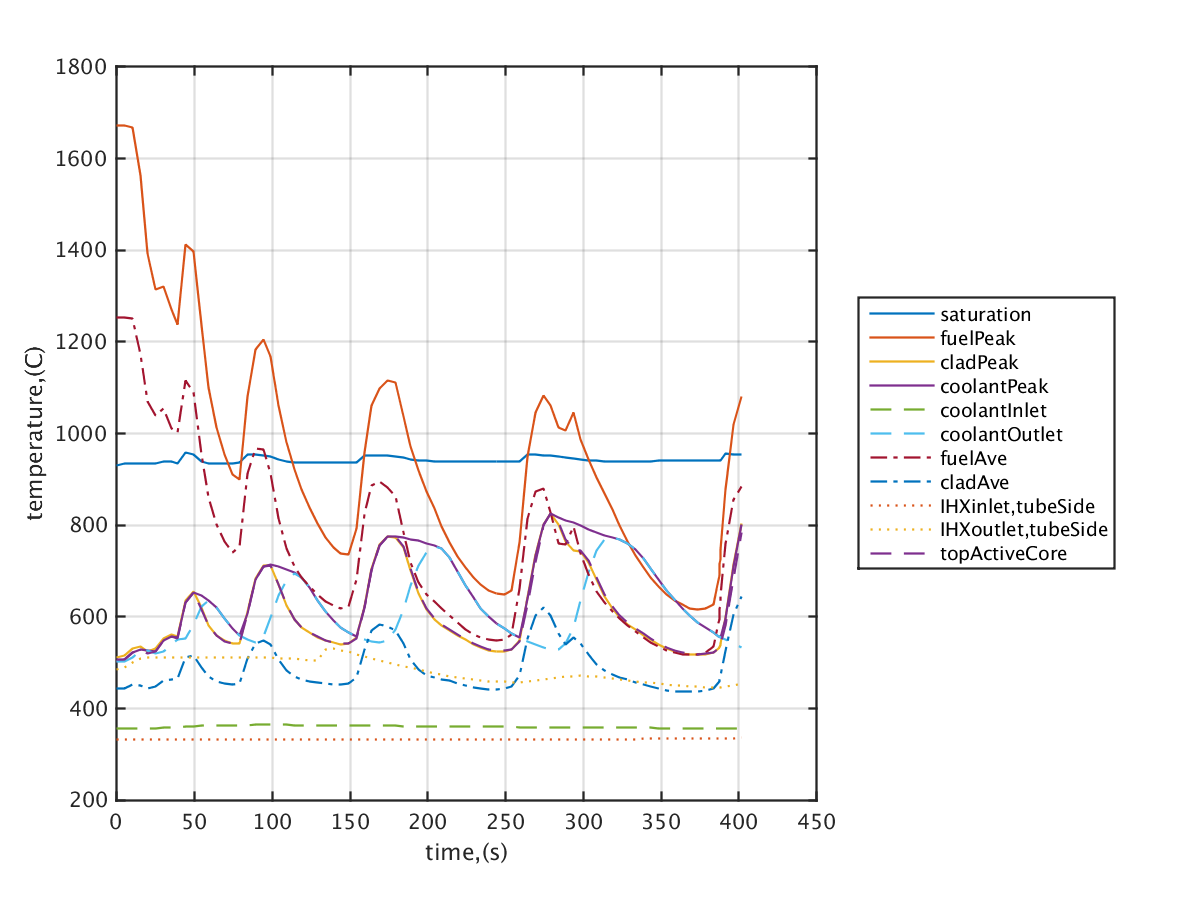 1800
1600
1400
1200
1000
800
600
400
200
temperature,(C)
0 50 100 150 200 250 300 350 400 450
time,(s)
saturation
fuelPeak
cladPeak
coolantPeak
coolantInlet
coolantOutlet
fuelAve
cladAve
IHXinlet,tubeSide
IHXoutlet,tubeSide
topActiveCore